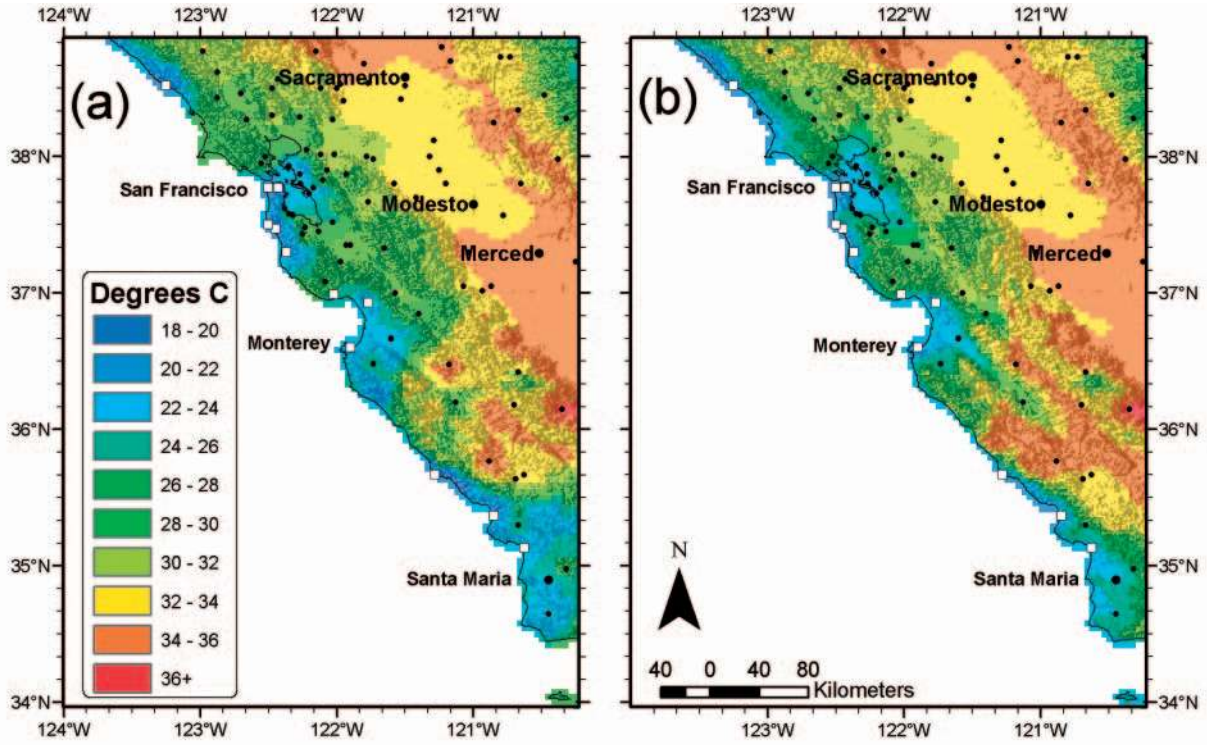 124°W 123°W 122°W 121°W
123°W 122°W 121°W
(a)
Sacramento
38°N
San Francisco
Modesto
Merced
37°N
Monterey
36°N
35°N
Santa Maria
34°N
Degrees C
18 - 20
20 - 22
22 - 24
24 - 26
26 - 28
28 - 30
30 - 32
32 - 34
34 - 36
36+
124°W 123°W 122°W 121°W
(b)
Sacramento
38°N
San Francisco
Modesto
Merced
37°N
Monterey
36°N
35°N
Santa Maria
34°N
N
40 0 40 80
Kilometers
123°W 122°W 121°W